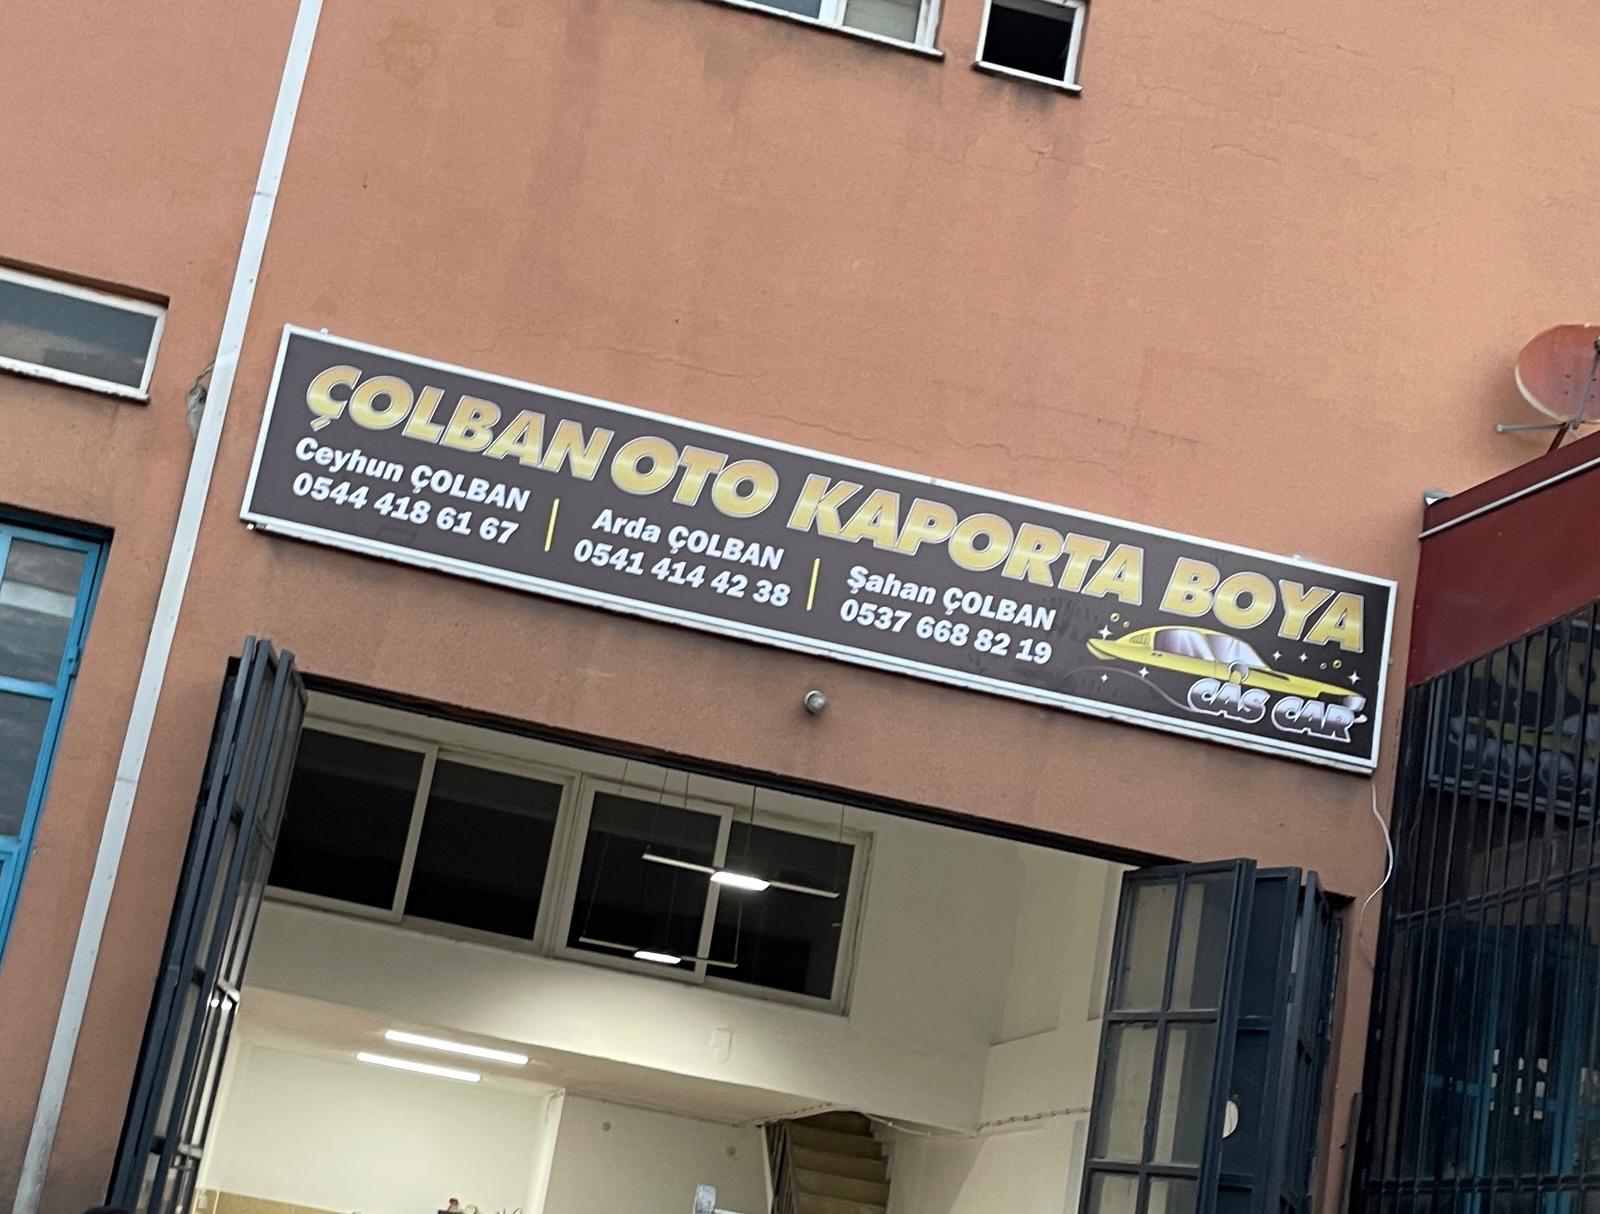 ÇOLBAN OTO KAPORTA BOYA
Ceyhun ÇOLBAN
0544 418 61 67
Arda ÇOLBAN
0541 414 42 38
Şahan ÇOLBAN
0537 668 82 19
CAS CAR